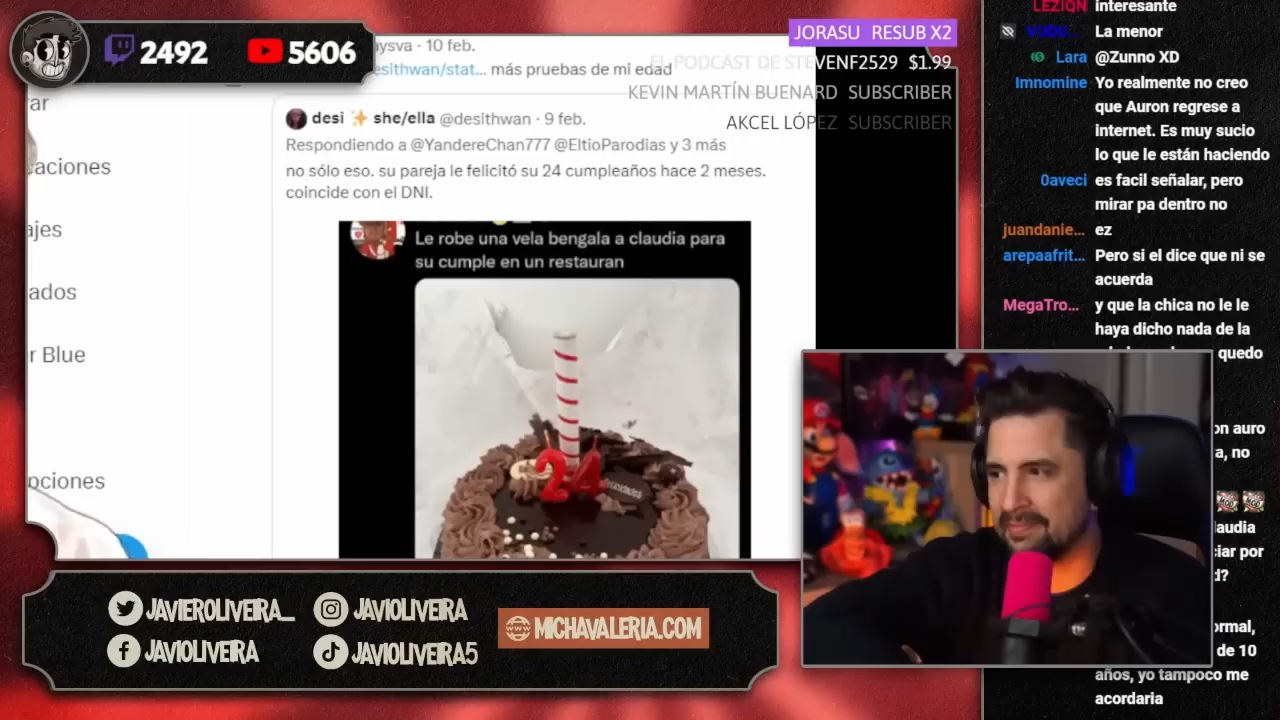 2492
5606
aysva · 10 feb.
esithwan/stat... más pruebas de mi edad
JORASU RESUB X2
EL PODCAST DE STEVENF2529 $1.99
KEVIN MARTÍN BUENARD SUBSCRIBER
AKCEL LÓPEZ SUBSCRIBER
rar
aciones
ajes
ados
r Blue
pciones
desi ✨ she/ella @desithwan · 9 feb.
Respondiendo a @YandereChan777 @EltioParodias y 3 más
no sólo eso. su pareja le felicitó su 24 cumpleaños hace 2 meses.
coincide con el DNI.
Le robe una vela bengala a claudia para
su cumple en un restauran
24
JAVIEROLIVEIRA_
JAVIOLIVEIRA
JAVIOLIVEIRA
JAVIOLIVEIRA5
MICHAVALERIA.COM
LEZIQN interesante
VUDU... La menor
Lara @Zunno XD
Imnomine Yo realmente no creo
que Auron regrese a
internet. Es muy sucio
lo que le están haciendo
0aveci es facil señalar, pero
mirar pa dentro no
juandanie... ez
arepaafrit... Pero si el dice que ni se
acuerda
MegaTro... y que la chica no le le
haya dicho nada de la
quedo
on auro
a, no
laudia
ciar por
d?
ormal,
de 10
años, yo tampoco me
acordaria